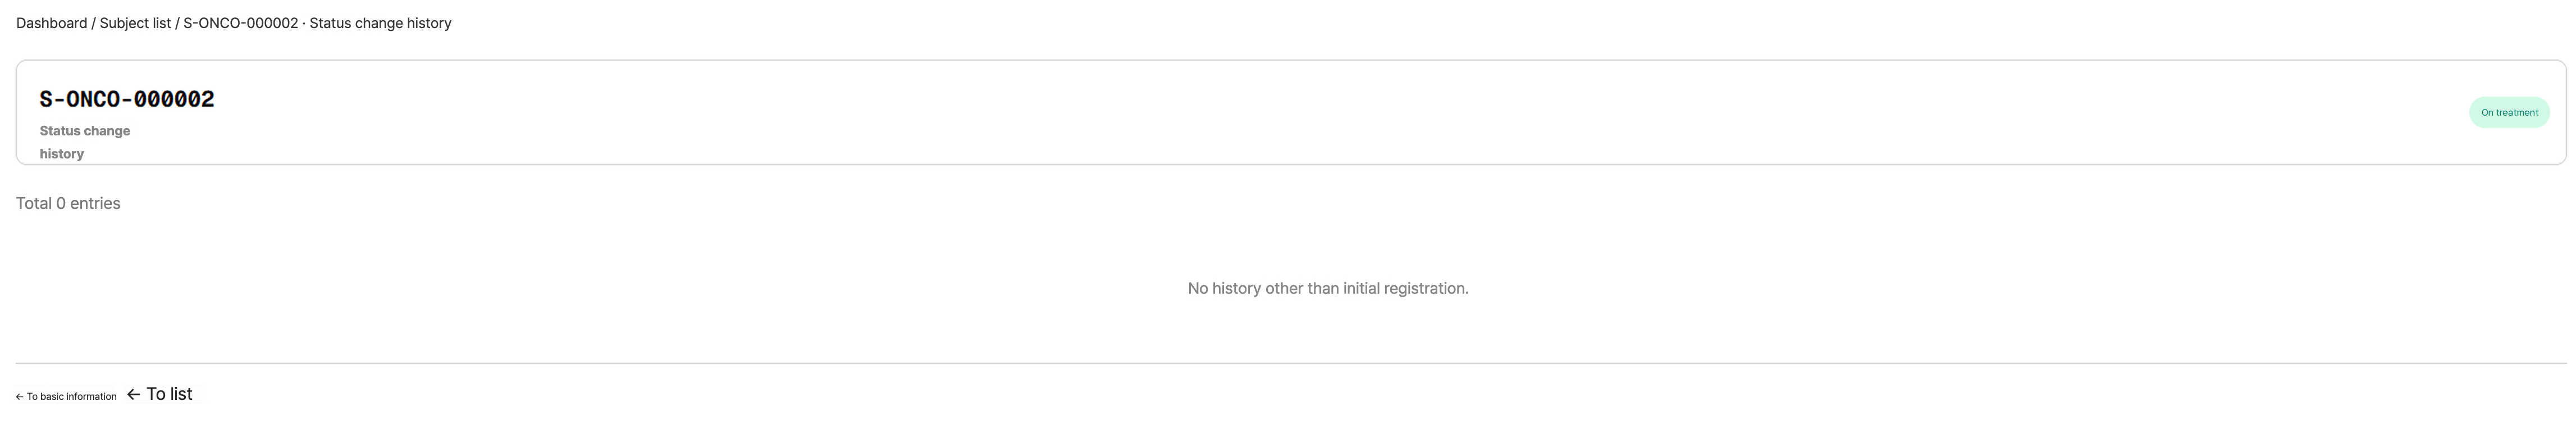 Dashboard / Subject list / S-ONCO-000002 · Status change history
S-ONCO-000002
Status change
history
On treatment
Total 0 entries
No history other than initial registration.
← To basic information ← To list